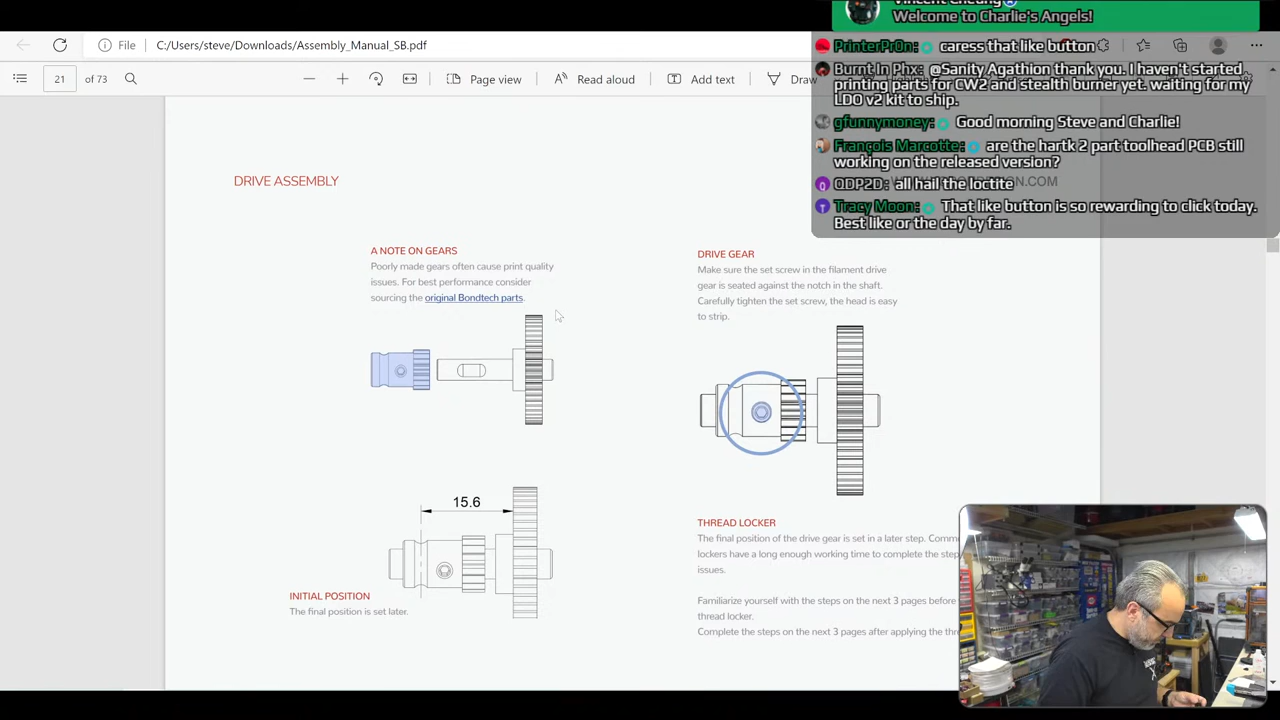 Vincent Cheung
Welcome to Charlie's Angels!
File C:/Users/steve/Downloads/Assembly_Manual_SB.pdf
21 of 73
Page view
Read aloud
Add text
Draw
PrinterPr0n: caress that like button
Burnt In Phx: @Sanity Agathion thank you. I haven't started
printing parts for CW2 and stealth burner yet. waiting for my
LDO v2 kit to ship.
gfunnymoney: Good morning Steve and Charlie!
François Marcotte: are the hartk 2 part toolhead PCB still
working on the released version?
QDP2D: all hail the loctite
Tracy Moon: That like button is so rewarding to click today.
Best like or the day by far.
DRIVE ASSEMBLY
A NOTE ON GEARS
Poorly made gears often cause print quality
issues. For best performance consider
sourcing the original Bondtech parts.
DRIVE GEAR
Make sure the set screw in the filament drive
gear is seated against the notch in the shaft.
Carefully tighten the set screw, the head is easy
to strip.
15.6
INITIAL POSITION
The final position is set later.
THREAD LOCKER
The final position of the drive gear is set in a later step. Comm
lockers have a long enough working time to complete the step
issues.
Familiarize yourself with the steps on the next 3 pages before
thread locker.
Complete the steps on the next 3 pages after applying the thr